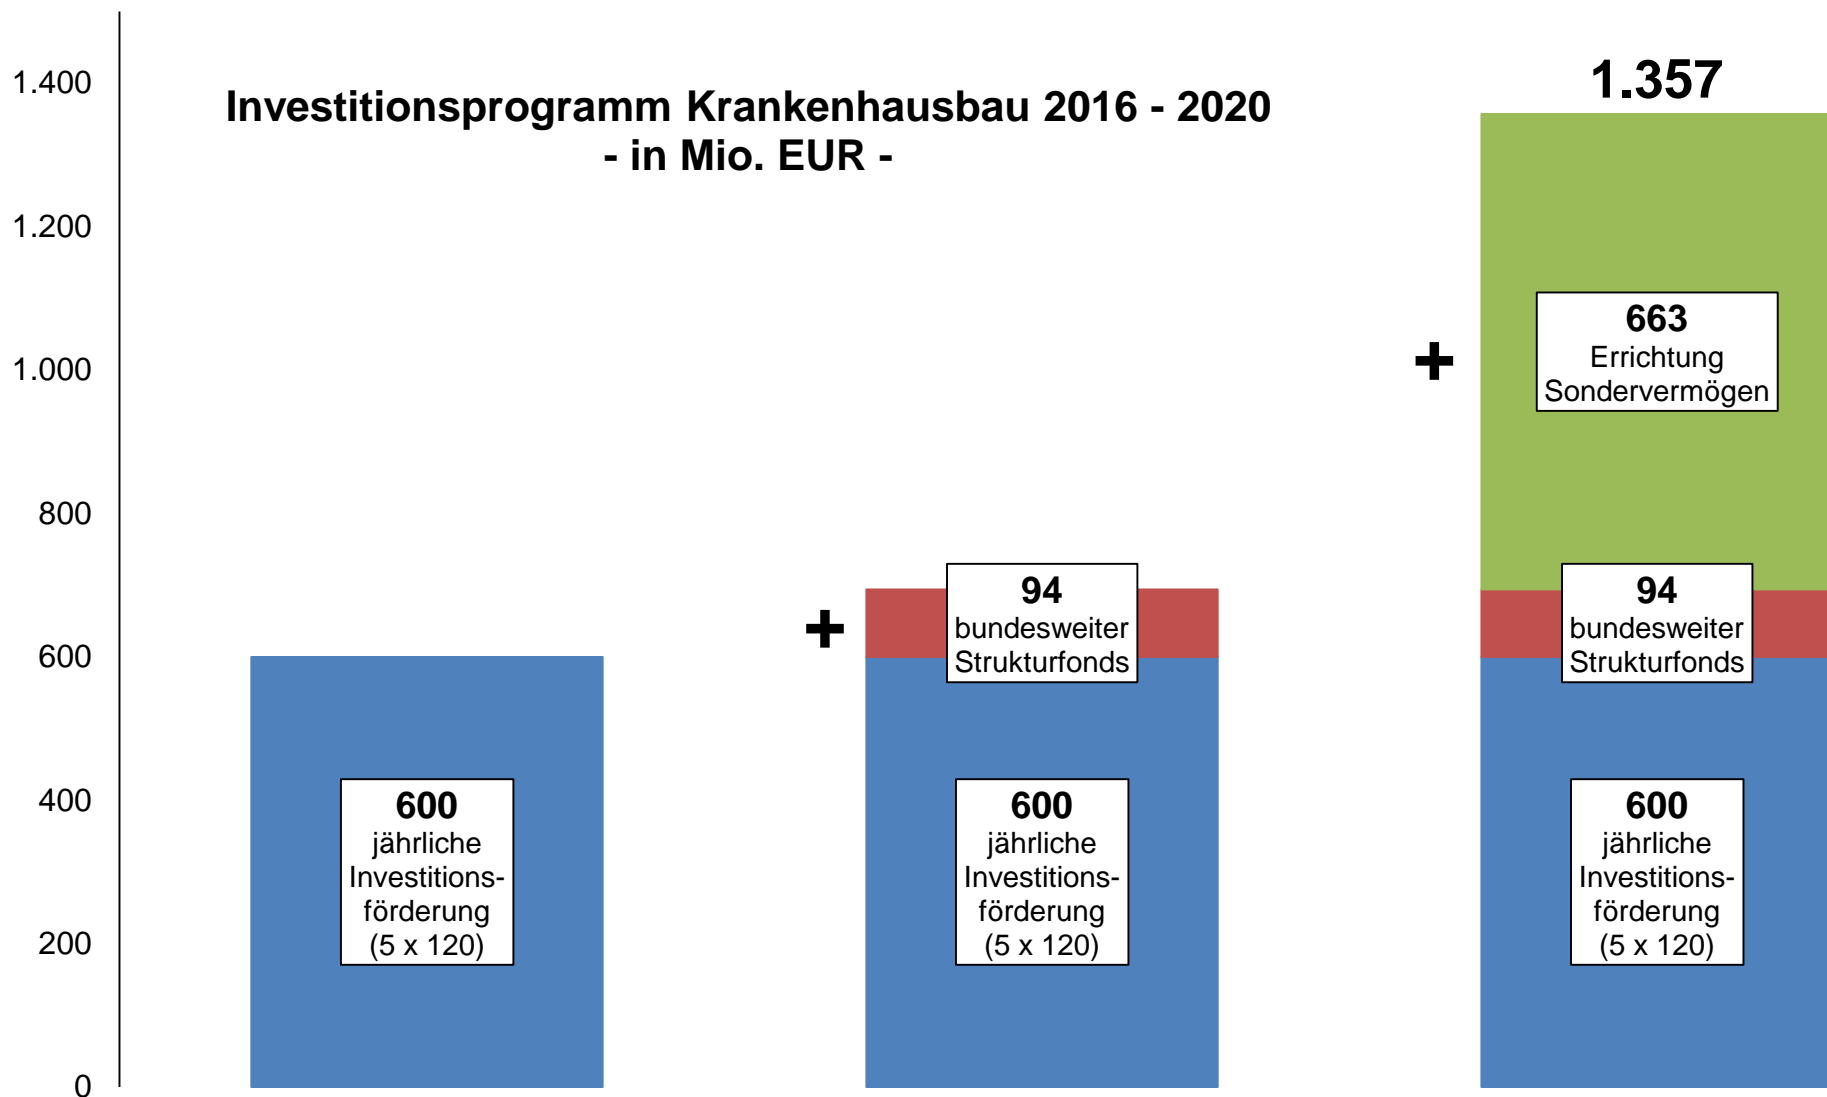 Investitionsprogramm Krankenhausbau 2016 - 2020
- in Mio. EUR -
1.400
1.200
1.000
800
600
400
200
0
600
jährliche
Investitions-
förderung
(5 x 120)
+
94
bundesweiter
Strukturfonds
600
jährliche
Investitions-
förderung
(5 x 120)
+
1.357
663
Errichtung
Sondervermögen
94
bundesweiter
Strukturfonds
600
jährliche
Investitions-
förderung
(5 x 120)